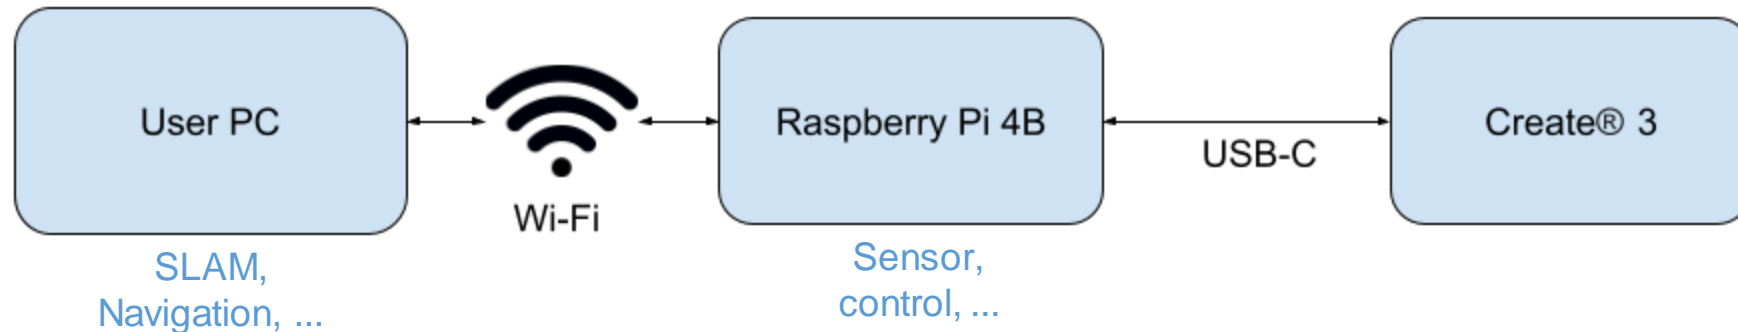 User PC
Wi-Fi
Raspberry Pi 4B
USB-C
Create® 3
SLAM,
Navigation, ...
Sensor,
control, ...